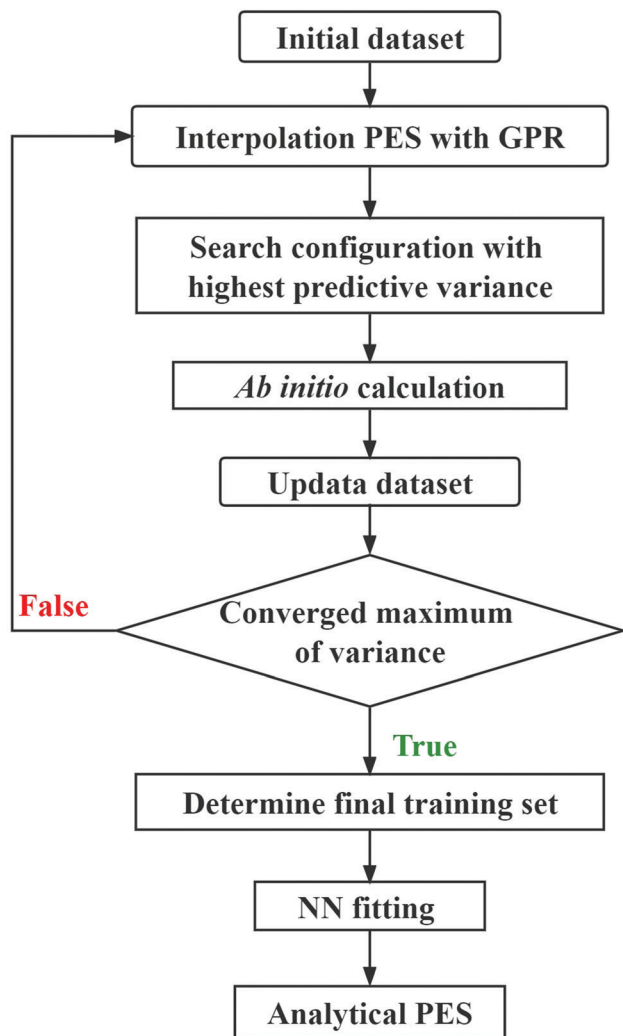 Initial dataset
Interpolation PES with GPR
Search configuration with
highest predictive variance
Ab initio calculation
Updata dataset
False
Converged maximum
of variance
True
Determine final training set
NN fitting
Analytical PES